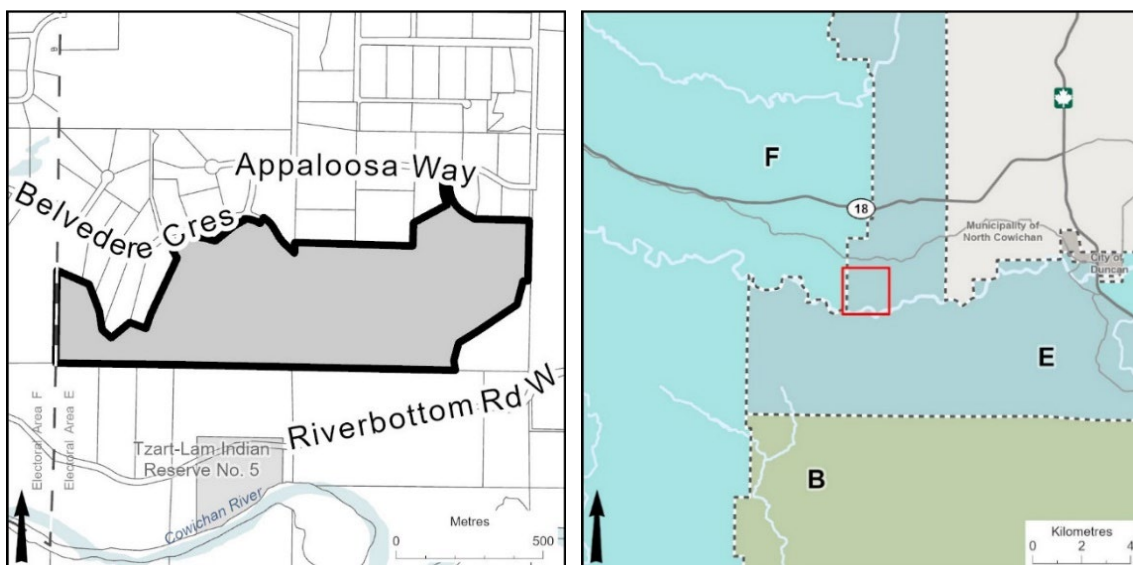 Appaloosa Way
Belvedere Cres
Riverbottom Rd W
Electoral Area F
Electoral Area E
Tzart-Lam Indian
Reserve No. 5
Cowichan River
Metres
0 500
F
18
Municipality of
North Cowichan
City of
Duncan
E
B
Kilometres
0 2 4